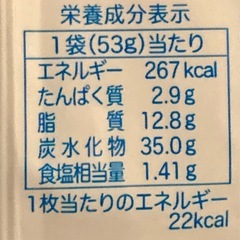 栄養成分表示
1袋(53g)当たり
エネルギー 267kcal
たんぱく質 2.9g
脂質 12.8g
炭水化物 35.0g
食塩相当量 1.41g
1枚当たりのエネルギー
22kcal